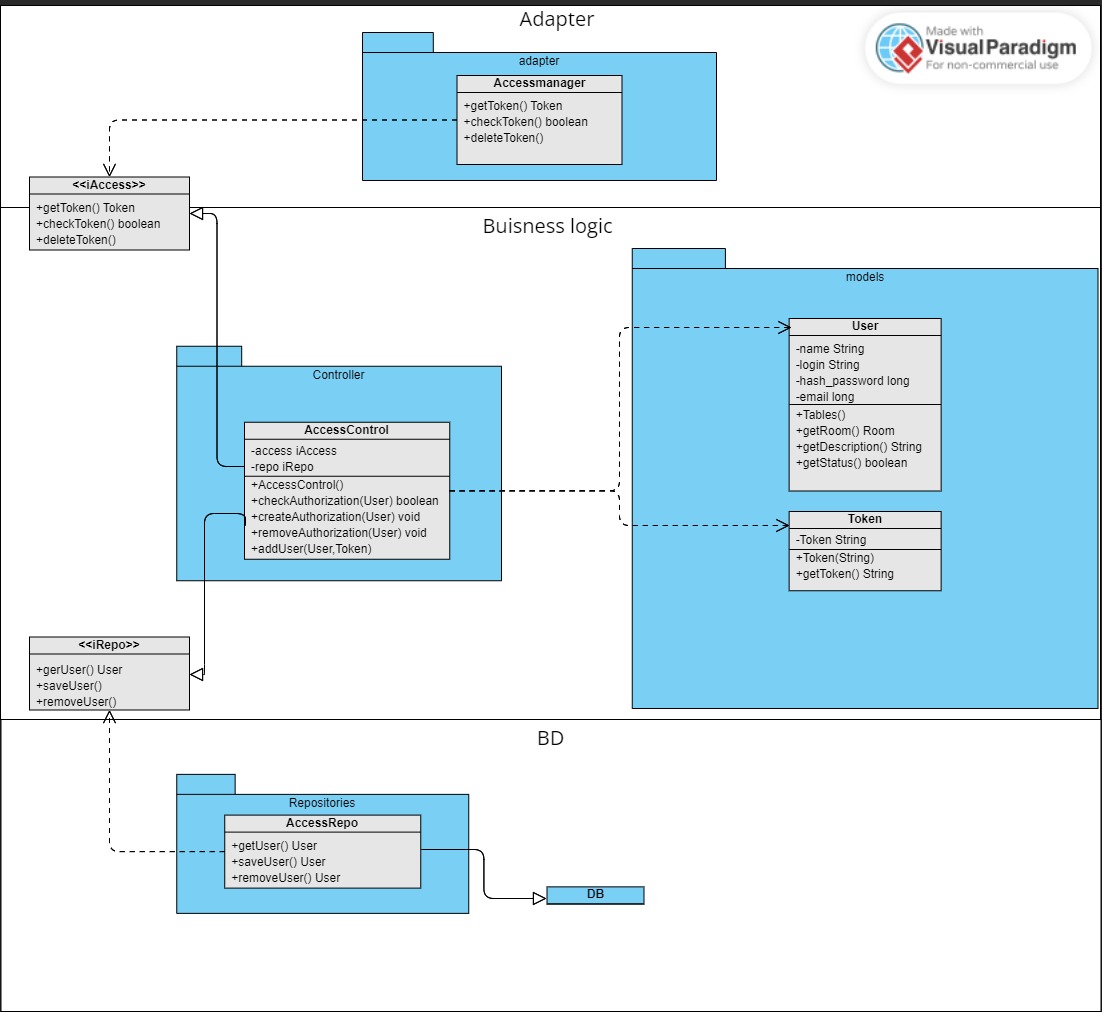 Adapter
Made with
Visual Paradigm
For non-commercial use
adapter
Accessmanager
+getToken() Token
+checkToken() boolean
+deleteToken()
<<iAccess>>
+getToken() Token
+checkToken() boolean
+deleteToken()
Buisness logic
models
User
-name String
-login String
-hash_password long
-email long
+Tables()
+getRoom() Room
+getDescription() String
+getStatus() boolean
Controller
AccessControl
-access iAccess
-repo iRepo
+AccessControl()
+checkAuthorization(User) boolean
+createAuthorization(User) void
+removeAuthorization(User) void
+addUser(User,Token)
Token
-Token String
+Token(String)
+getToken() String
<<iRepo>>
+gerUser() User
+saveUser()
+removeUser()
BD
Repositories
AccessRepo
+getUser() User
+saveUser() User
+removeUser() User
DB